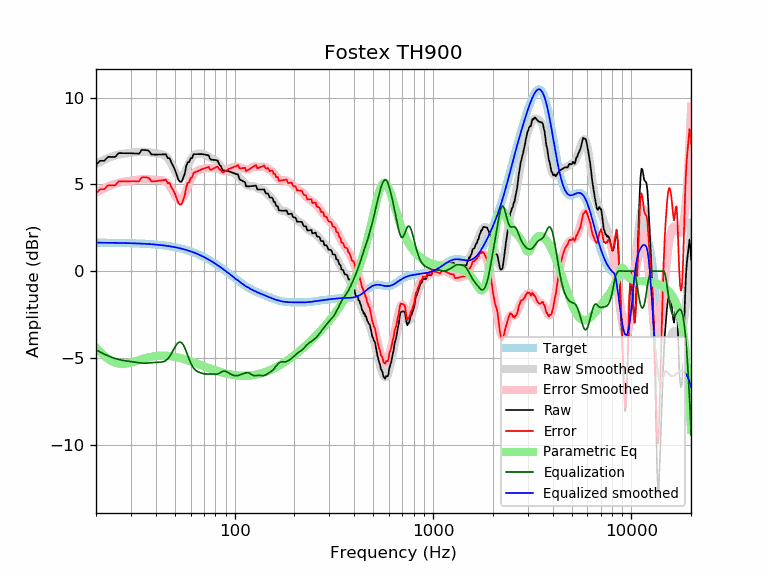 Fostex TH900
Amplitude (dBr)
10
5
0
−5
−10
100
1000
10000
Frequency (Hz)
Target
Raw Smoothed
Error Smoothed
Raw
Error
Parametric Eq
Equalization
Equalized smoothed